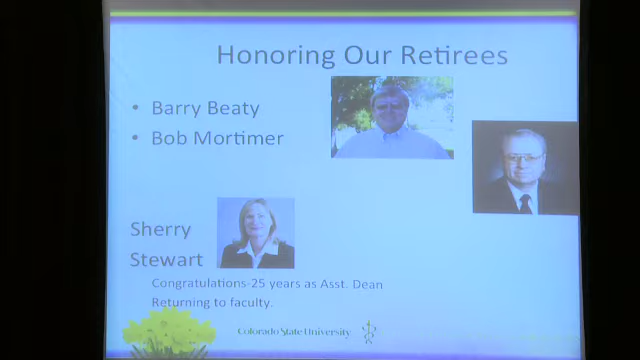 Honoring Our Retirees
• Barry Beaty
• Bob Mortimer
Sherry
Stewart
Congratulations-25 years as Asst. Dean
Returning to faculty.
Colorado State University